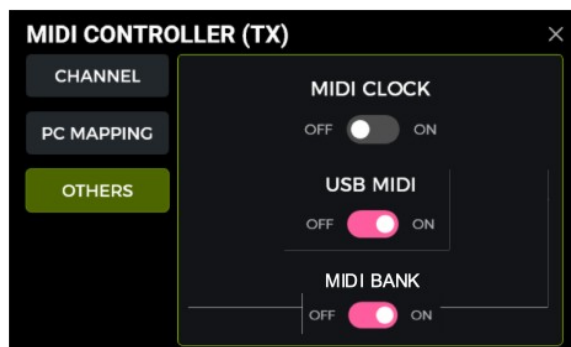 MIDI CONTROLLER (TX)
CHANNEL
PC MAPPING
OTHERS
MIDI CLOCK
OFF ON
USB MIDI
OFF ON
MIDI BANK
OFF ON